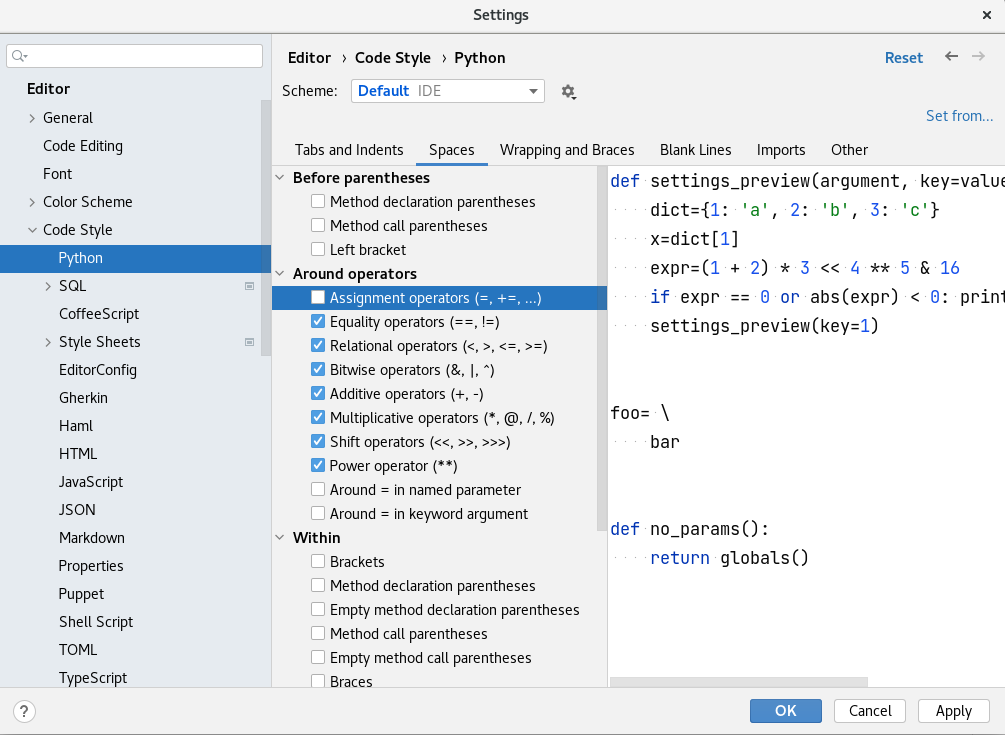 Settings
Editor › Code Style › Python
Reset
Scheme: Default IDE
Set from...
Editor
General
Code Editing
Font
Color Scheme
Code Style
Python
SQL
CoffeeScript
Style Sheets
EditorConfig
Gherkin
Haml
HTML
JavaScript
JSON
Markdown
Properties
Puppet
Shell Script
TOML
TypeScript
Tabs and Indents Spaces Wrapping and Braces Blank Lines Imports Other
Before parentheses
Method declaration parentheses
Method call parentheses
Left bracket
Around operators
Assignment operators (=, +=, ...)
Equality operators (==, !=)
Relational operators (<, >, <=, >=)
Bitwise operators (&, |, ^)
Additive operators (+, -)
Multiplicative operators (*, @, /, %)
Shift operators (<<, >>, >>>)
Power operator (**)
Around = in named parameter
Around = in keyword argument
Within
Brackets
Method declaration parentheses
Empty method declaration parentheses
Method call parentheses
Empty method call parentheses
Braces
def settings_preview(argument, key=value
dict={1: 'a', 2: 'b', 3: 'c'}
x=dict[1]
expr=(1 + 2) * 3 << 4 ** 5 & 16
if expr == 0 or abs(expr) < 0: print
settings_preview(key=1)
foo= \
bar
def no_params():
return globals()
?
OK Cancel Apply